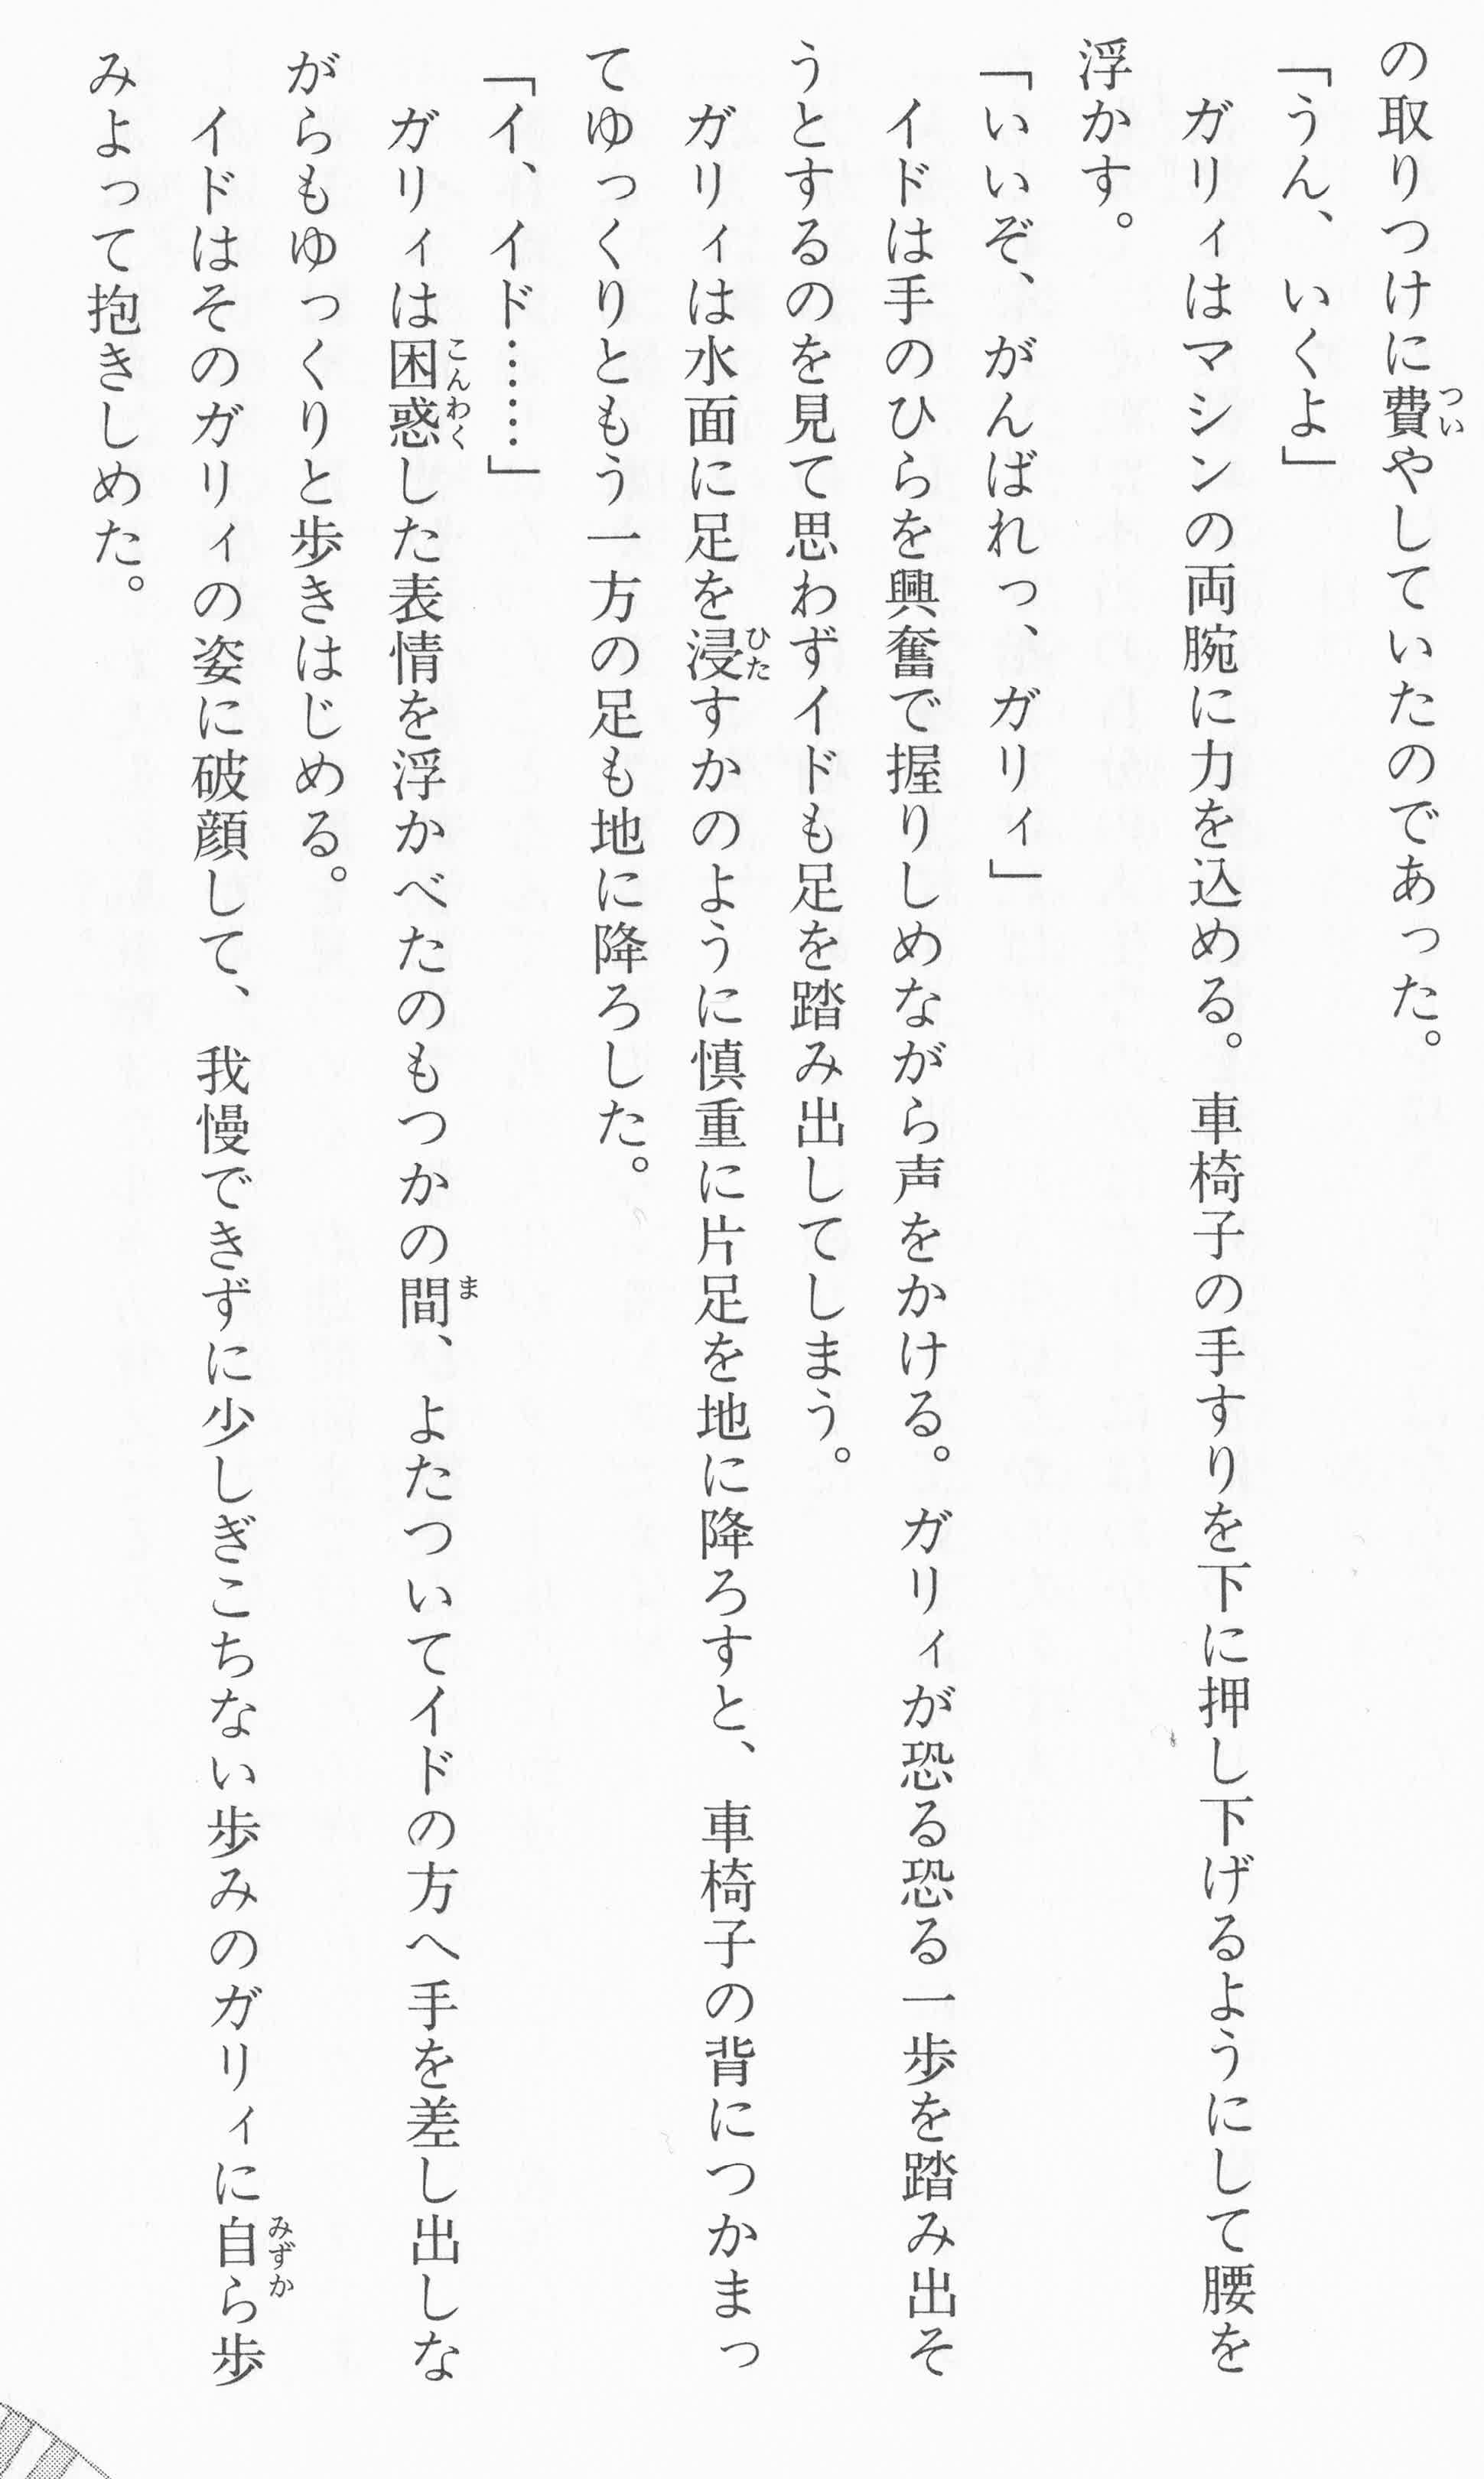 の取りつけに費やしていたのであった。
「うん、いくよ」
　ガリィはマシンの両腕に力を込める。車椅子の手すりを下に押し下げるようにして腰を
浮かす。
「いいぞ、がんばれっ、ガリィ」
　イドは手のひらを興奮で握りしめながら声をかける。ガリィが恐る恐る一歩を踏み出そ
うとするのを見て思わずイドも足を踏み出してしまう。
　ガリィは水面に足を浸すかのように慎重に片足を地に降ろすと、車椅子の背につかまっ
てゆっくりともう一方の足も地に降ろした。
「イ、イド……」
　ガリィは困惑した表情を浮かべたのもつかの間、よたついてイドの方へ手を差し出しな
がらもゆっくりと歩きはじめる。
　イドはそのガリィの姿に破顔して、我慢できずに少しぎこちない歩みのガリィに自ら歩
みよって抱きしめた。